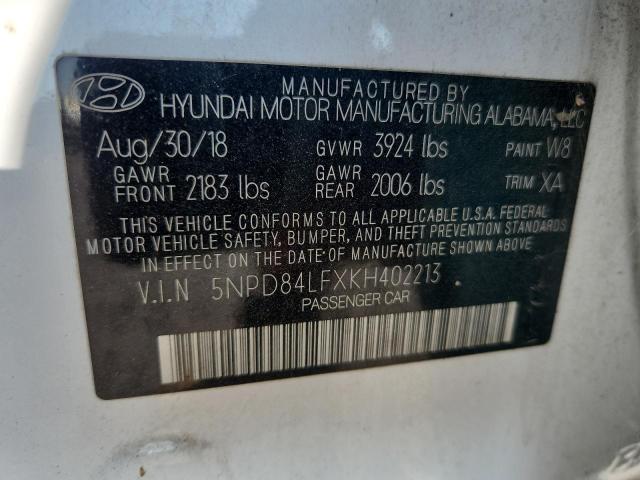 MANUFACTURED BY
HYUNDAI MOTOR MANUFACTURING ALABAMA, LLC
Aug/30/18 GVWR 3924 lbs PAINT W8
GAWR FRONT 2183 lbs GAWR REAR 2006 lbs TRIM XA
THIS VEHICLE CONFORMS TO ALL APPLICABLE U.S.A. FEDERAL
MOTOR VEHICLE SAFETY, BUMPER, AND THEFT PREVENTION STANDARDS
IN EFFECT ON THE DATE OF MANUFACTURE SHOWN ABOVE
V.I.N 5NPD84LFXKH402213
PASSENGER CAR